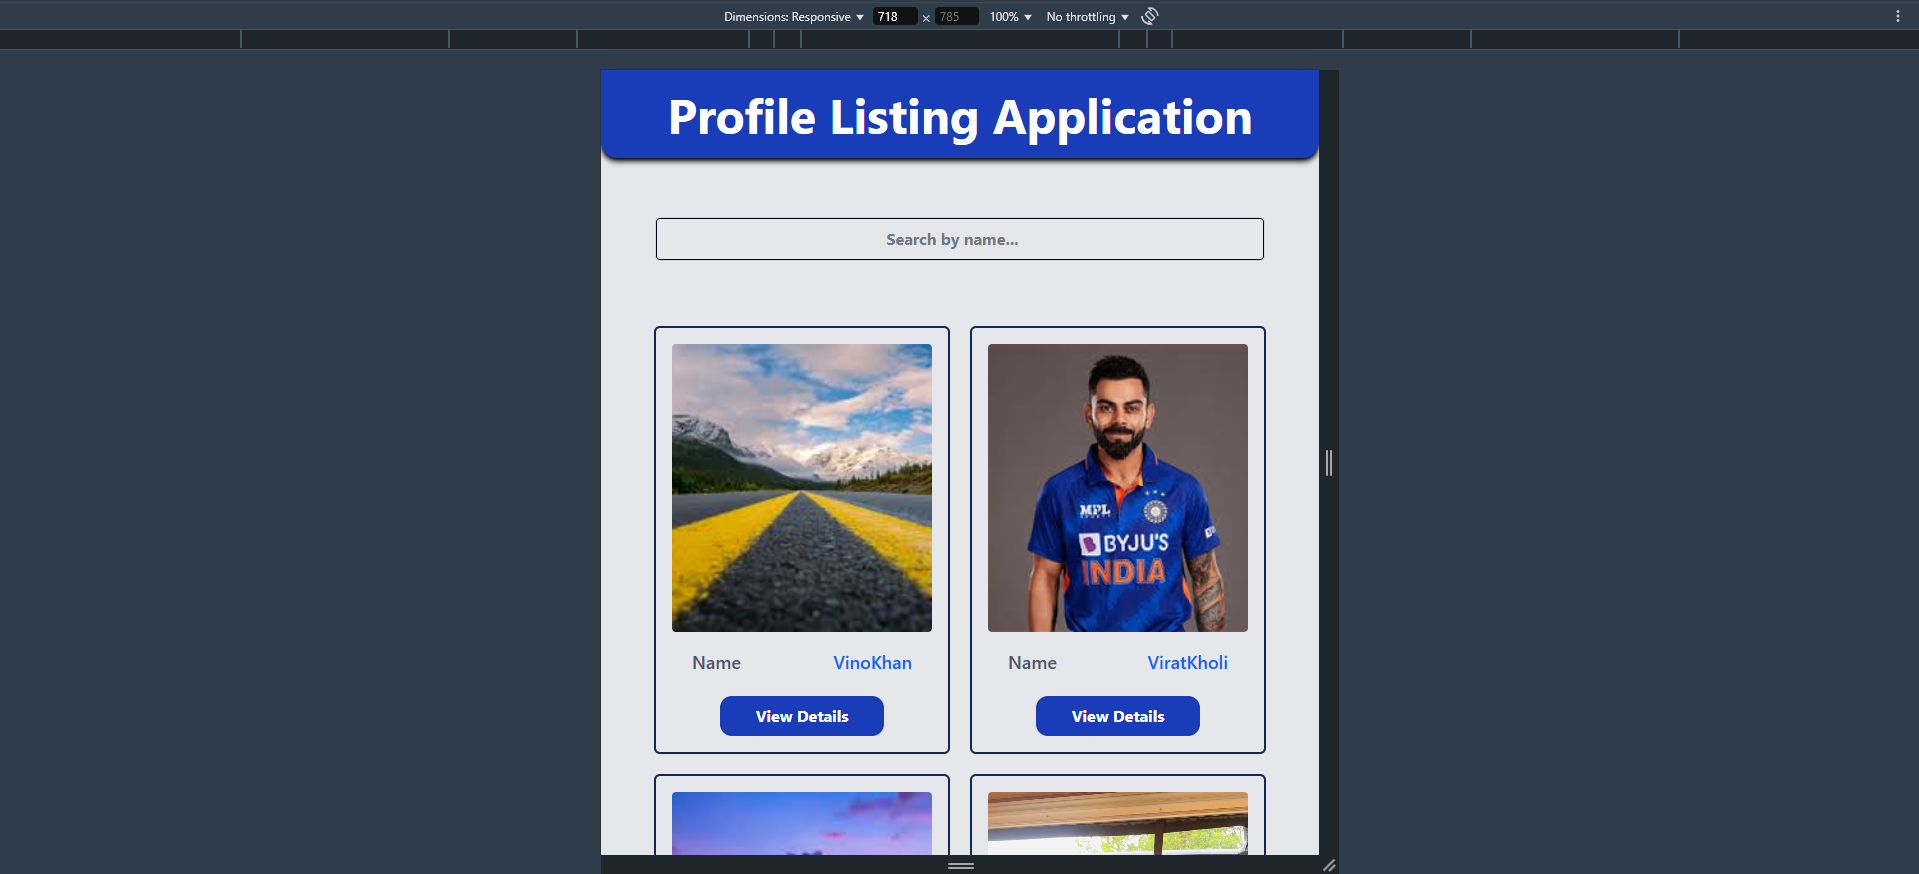 Dimensions: Responsive 718 × 785 100% No throttling
Profile Listing Application
Search by name...
MPL
BYJU'S
INDIA
Name VinoKhan
Name ViratKholi
View Details
View Details